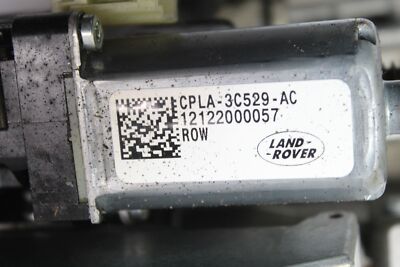 CPLA-3C529-AC
12122000057
ROW
LAND-
-ROVER